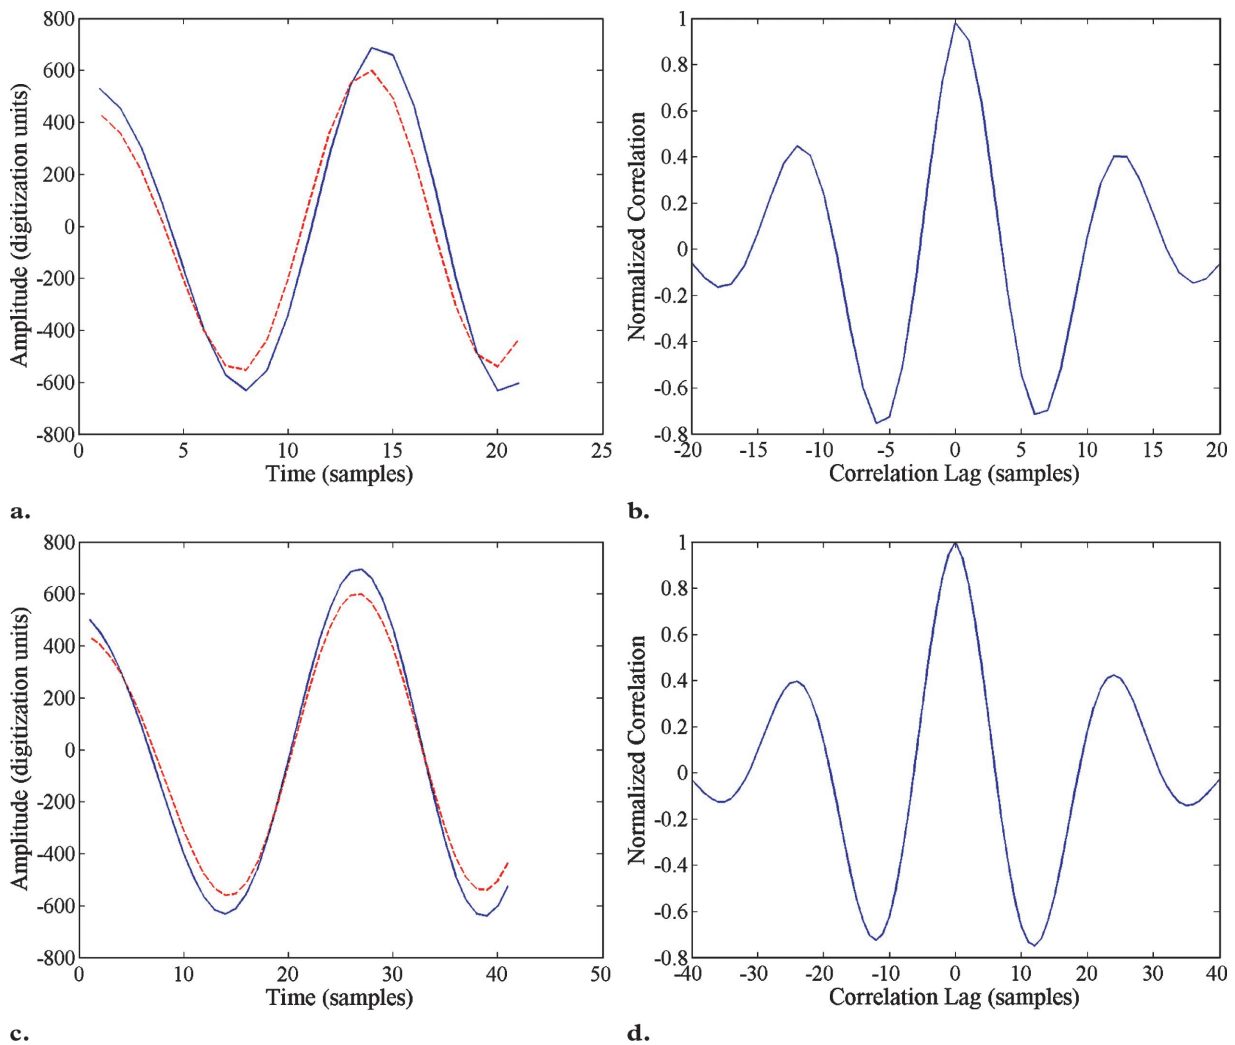 800
600
400
200
0
-200
-400
-600
-800
0 5 10 15 20 25
Amplitude (digitization units)
Time (samples)
a.
1
0.8
0.6
0.4
0.2
0
-0.2
-0.4
-0.6
-0.8
-20 -15 -10 -5 0 5 10 15 20
Normalized Correlation
Correlation Lag (samples)
b.
800
600
400
200
0
-200
-400
-600
-800
0 10 20 30 40 50
Amplitude (digitization units)
Time (samples)
c.
1
0.8
0.6
0.4
0.2
0
-0.2
-0.4
-0.6
-0.8
-40 -30 -20 -10 0 10 20 30 40
Normalized Correlation
Correlation Lag (samples)
d.